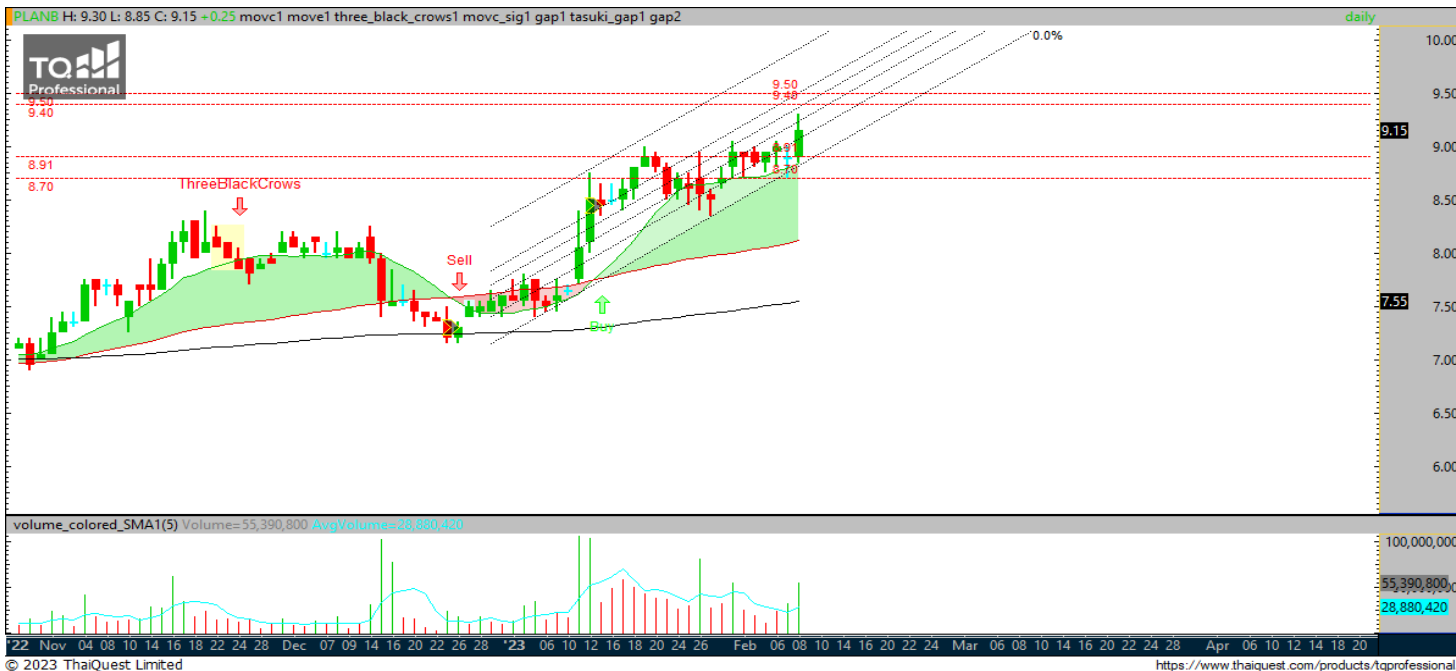 PLANB H: 9.30 L: 8.85 C: 9.15 +0.25 movc1 move1 three_black_crows1 movc_sig1 gap1 tasuki_gap1 gap2 daily
TQ
Professional
0.0%
10.00
9.50
9.40
9.50
9.40
9.50
9.15
9.00
8.91
8.70
8.91
8.70
8.50
8.00
7.55
7.50
7.00
6.50
6.00
ThreeBlackCrows
Sell
Buy
volume_colored_SMA1(5) Volume=55,390,800 AvgVolume=28,880,420
100,000,000
55,390,800
28,880,420
'22 Nov 04 08 10 14 16 18 22 24 28 Dec 07 09 14 16 20 22 26 28 '23 06 10 12 16 18 20 24 26 30 Feb 06 08 10 14 16 20 22 24 28 Mar 08 10 14 16 20 22 24 28 30 Apr 06 10 12 14 18 20
© 2023 ThaiQuest Limited https://www.thaiquest.com/products/tqprofessional